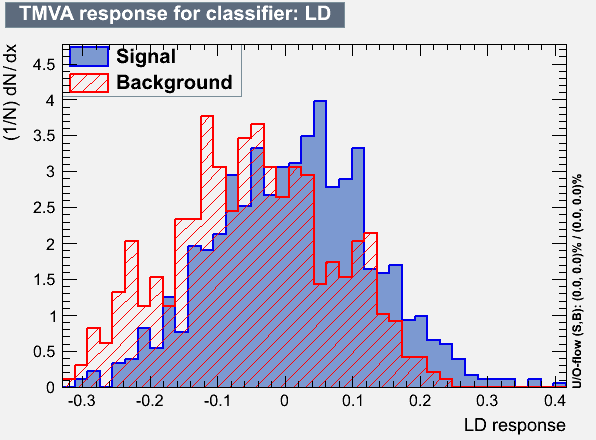 TMVA response for classifier: LD
(1/N) dN / dx
Signal
Background
4.5
4
3.5
3
2.5
2
1.5
1
0.5
0
-0.3 -0.2 -0.1 0 0.1 0.2 0.3 0.4
LD response
U/O-flow (S,B): (0.0, 0.0)% / (0.0, 0.0)%